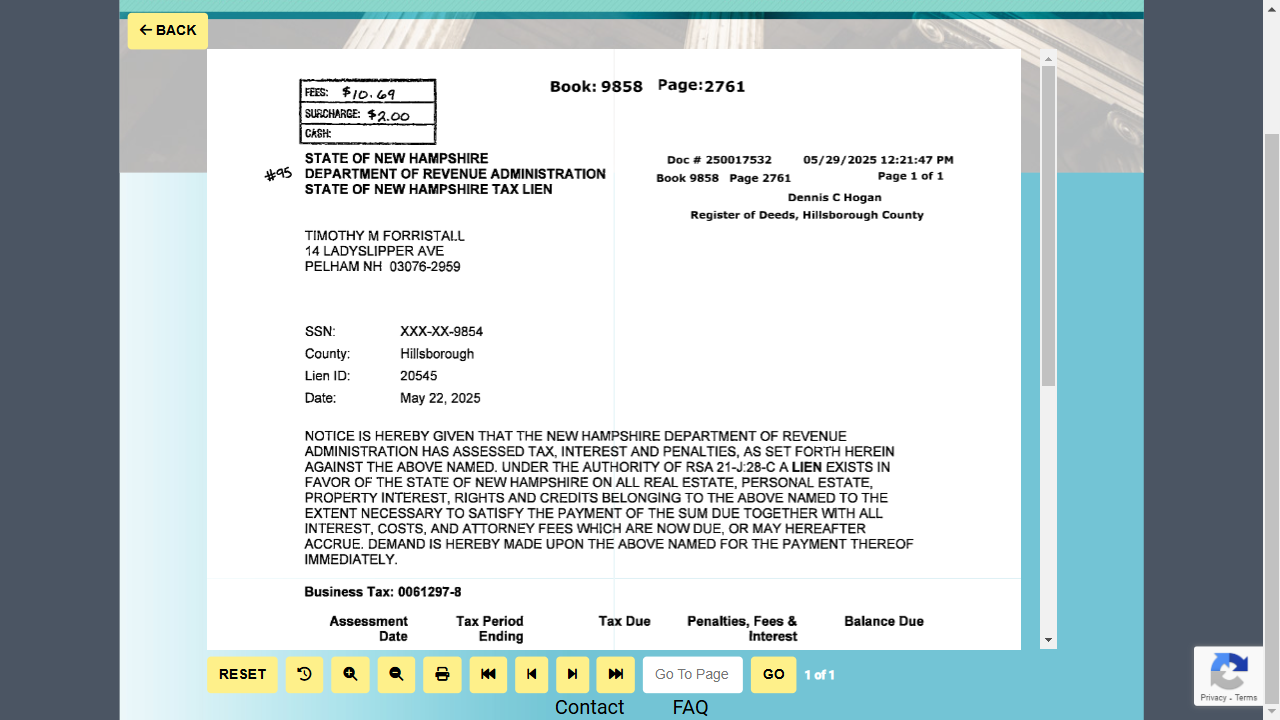 BACK
FEES: $10.69
SURCHARGE: $2.00
CASH:
Book: 9858 Page:2761
#95
STATE OF NEW HAMPSHIRE
DEPARTMENT OF REVENUE ADMINISTRATION
STATE OF NEW HAMPSHIRE TAX LIEN
Doc # 250017532 05/29/2025 12:21:47 PM
Book 9858 Page 2761 Page 1 of 1
Dennis C Hogan
Register of Deeds, Hillsborough County
TIMOTHY M FORRISTALL
14 LADYSLIPPER AVE
PELHAM NH 03076-2959
SSN: XXX-XX-9854
County: Hillsborough
Lien ID: 20545
Date: May 22, 2025
NOTICE IS HEREBY GIVEN THAT THE NEW HAMPSHIRE DEPARTMENT OF REVENUE
ADMINISTRATION HAS ASSESSED TAX, INTEREST AND PENALTIES, AS SET FORTH HEREIN
AGAINST THE ABOVE NAMED. UNDER THE AUTHORITY OF RSA 21-J:28-C A LIEN EXISTS IN
FAVOR OF THE STATE OF NEW HAMPSHIRE ON ALL REAL ESTATE, PERSONAL ESTATE,
PROPERTY INTEREST, RIGHTS AND CREDITS BELONGING TO THE ABOVE NAMED TO THE
EXTENT NECESSARY TO SATISFY THE PAYMENT OF THE SUM DUE TOGETHER WITH ALL
INTEREST, COSTS, AND ATTORNEY FEES WHICH ARE NOW DUE, OR MAY HEREAFTER
ACCRUE. DEMAND IS HEREBY MADE UPON THE ABOVE NAMED FOR THE PAYMENT THEREOF
IMMEDIATELY.
Business Tax: 0061297-8
Assessment Tax Period Tax Due Penalties, Fees & Balance Due
Date Ending Interest
RESET Go To Page GO 1 of 1
Contact FAQ
Privacy - Terms